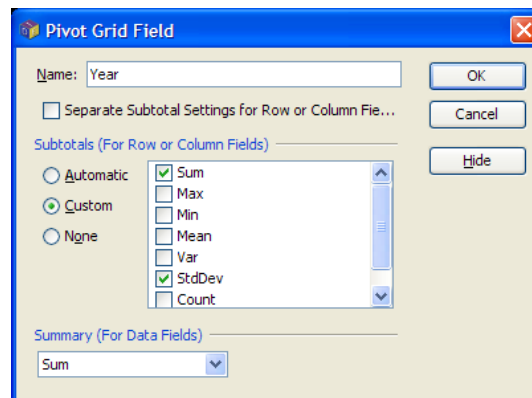 Pivot Grid Field
Name: Year
OK
Separate Subtotal Settings for Row or Column Fie...
Cancel
Subtotals (For Row or Column Fields)
Hide
Automatic
Custom
None
Sum
Max
Min
Mean
Var
StdDev
Count
Summary (For Data Fields)
Sum